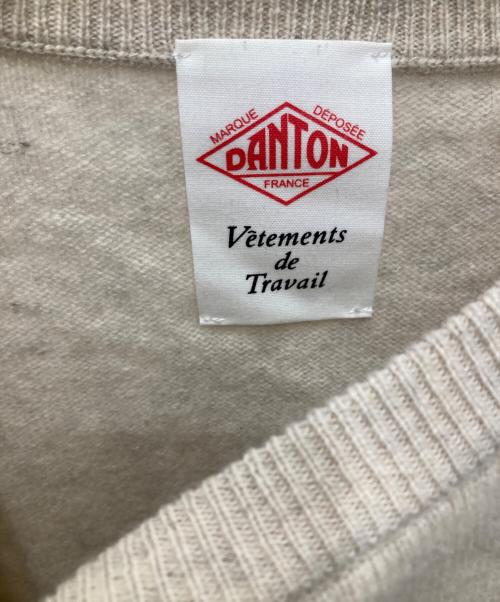 MARQUE DÉPOSÉE
DANTON
FRANCE
Vêtements
de
Travail